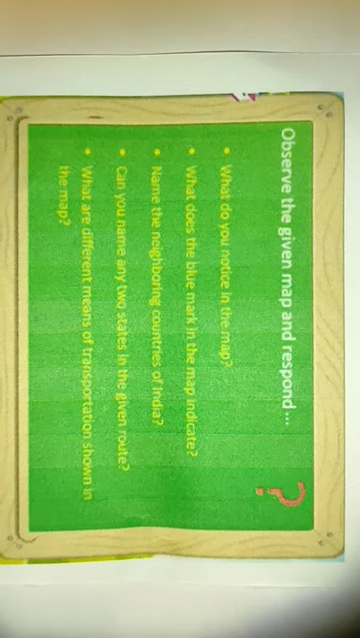 Observe the given map and respond...
?
• What do you notice in the map?
• What does the blue mark in the map indicate?
• Name the neighboring countries of India?
• Can you name any two states in the given route?
• What are different means of transportation shown in
the map?